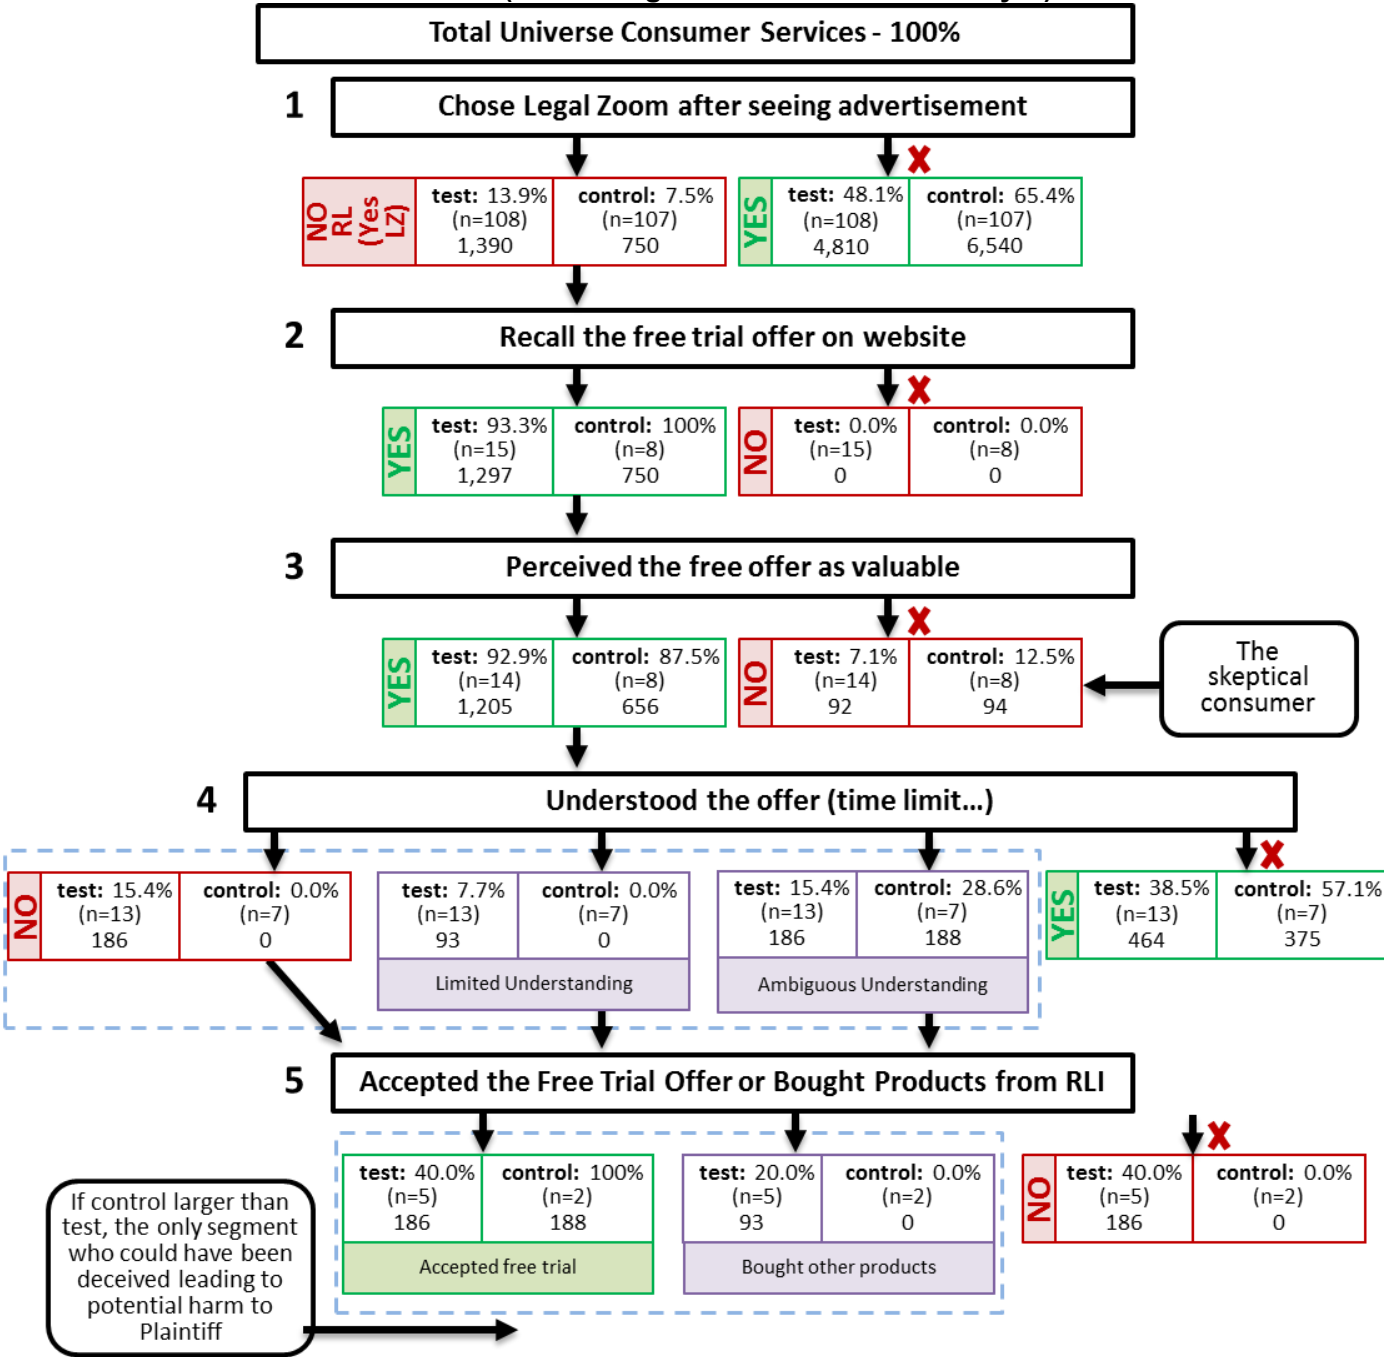 Total Universe Consumer Services - 100%
1
Chose Legal Zoom after seeing advertisement
NO
RL
(Yes
LZ)
test: 13.9%
(n=108)
1,390
control: 7.5%
(n=107)
750
YES
test: 48.1%
(n=108)
4,810
control: 65.4%
(n=107)
6,540
2
Recall the free trial offer on website
YES
test: 93.3%
(n=15)
1,297
control: 100%
(n=8)
750
NO
test: 0.0%
(n=15)
0
control: 0.0%
(n=8)
0
3
Perceived the free offer as valuable
YES
test: 92.9%
(n=14)
1,205
control: 87.5%
(n=8)
656
NO
test: 7.1%
(n=14)
92
control: 12.5%
(n=8)
94
The
skeptical
consumer
4
Understood the offer (time limit...)
NO
test: 15.4%
(n=13)
186
control: 0.0%
(n=7)
0
test: 7.7%
(n=13)
93
control: 0.0%
(n=7)
0
Limited Understanding
test: 15.4%
(n=13)
186
control: 28.6%
(n=7)
188
Ambiguous Understanding
YES
test: 38.5%
(n=13)
464
control: 57.1%
(n=7)
375
5
Accepted the Free Trial Offer or Bought Products from RLI
test: 40.0%
(n=5)
186
control: 100%
(n=2)
188
Accepted free trial
test: 20.0%
(n=5)
93
control: 0.0%
(n=2)
0
Bought other products
NO
test: 40.0%
(n=5)
186
control: 0.0%
(n=2)
0
If control larger than
test, the only segment
who could have been
deceived leading to
potential harm to
Plaintiff